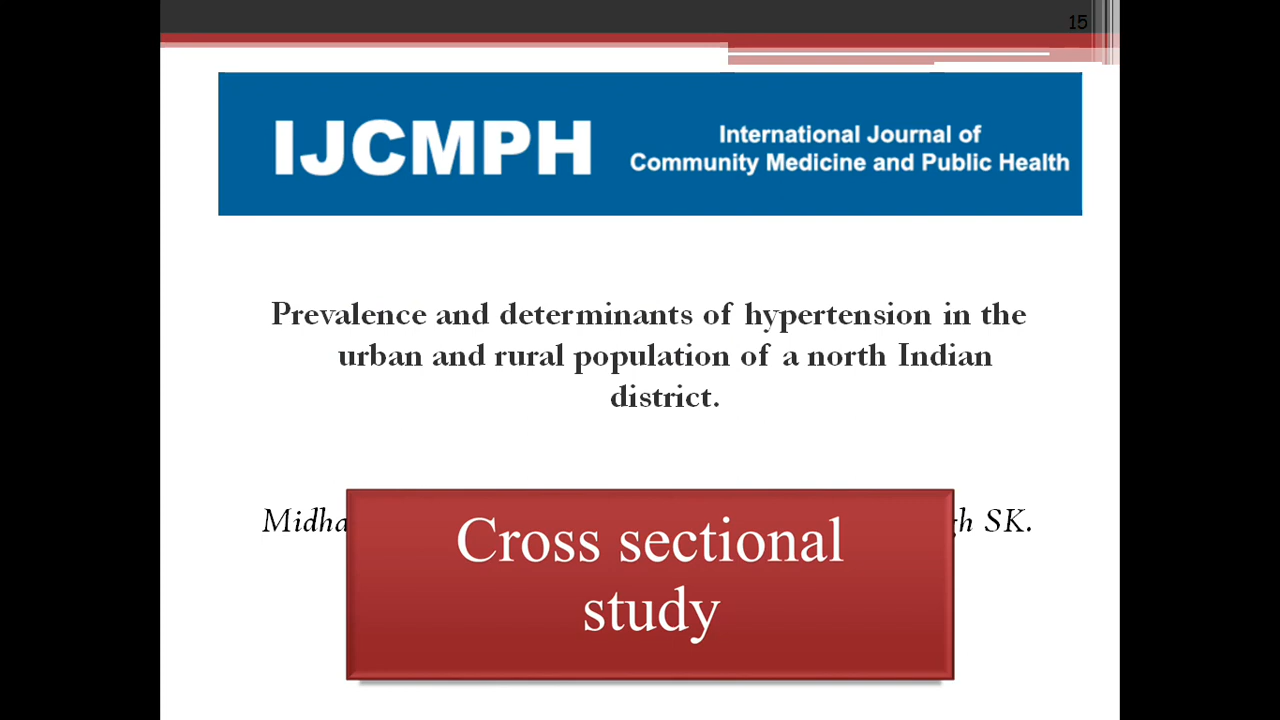 15
IJCMPH
International Journal of
Community Medicine and Public Health
Prevalence and determinants of hypertension in the
urban and rural population of a north Indian
district.
SK.
Cross sectional
study